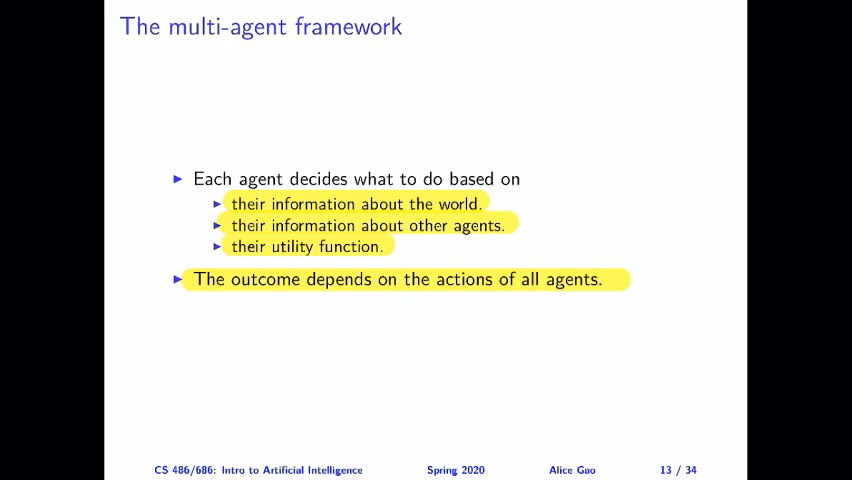 The multi-agent framework
Each agent decides what to do based on
their information about the world.
their information about other agents.
their utility function.
The outcome depends on the actions of all agents.
CS 486/686: Intro to Artificial Intelligence Spring 2020 Alice Gao 13 / 34